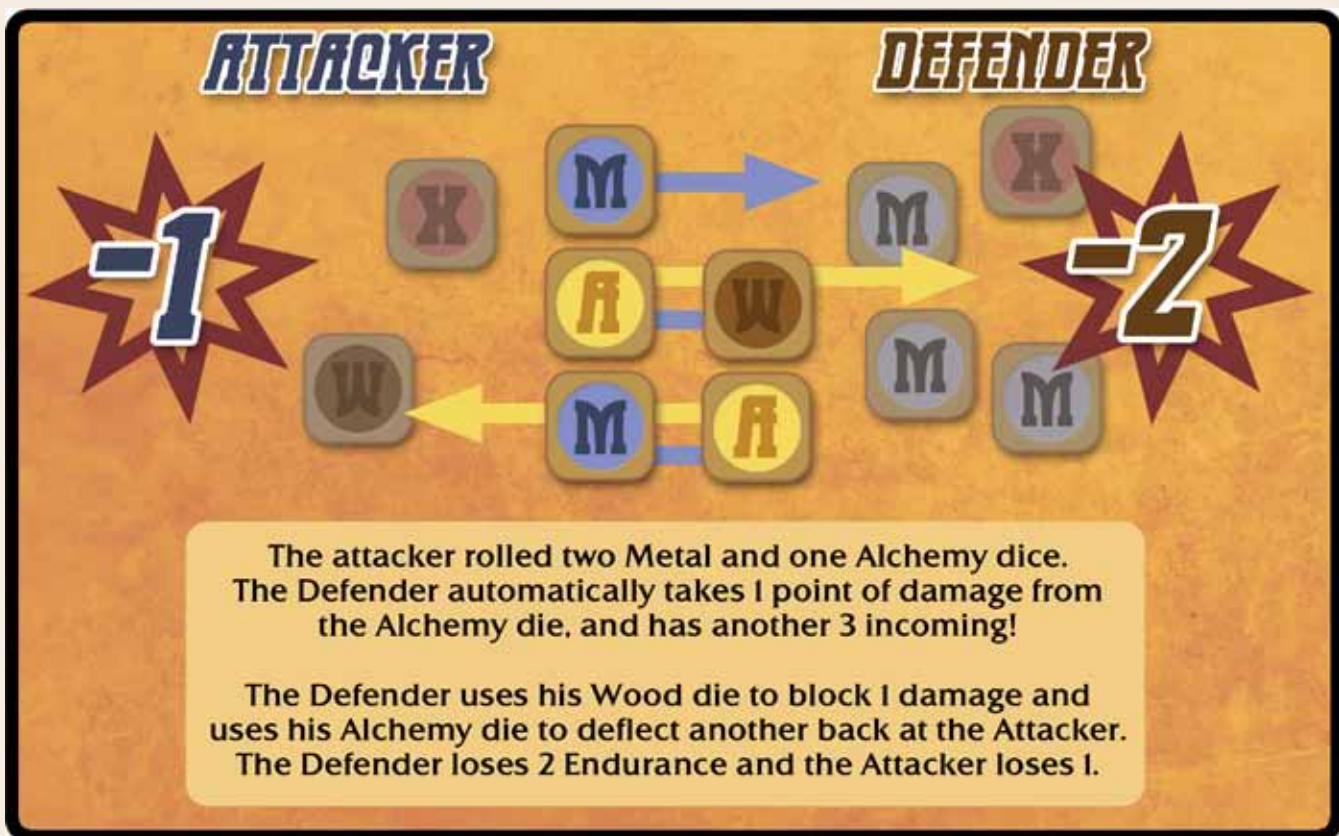 ATTACKER DEFENDER
X M M X
-1 A W -2
W M A M M
The attacker rolled two Metal and one Alchemy dice.
The Defender automatically takes 1 point of damage from
the Alchemy die, and has another 3 incoming!
The Defender uses his Wood die to block 1 damage and
uses his Alchemy die to deflect another back at the Attacker.
The Defender loses 2 Endurance and the Attacker loses 1.